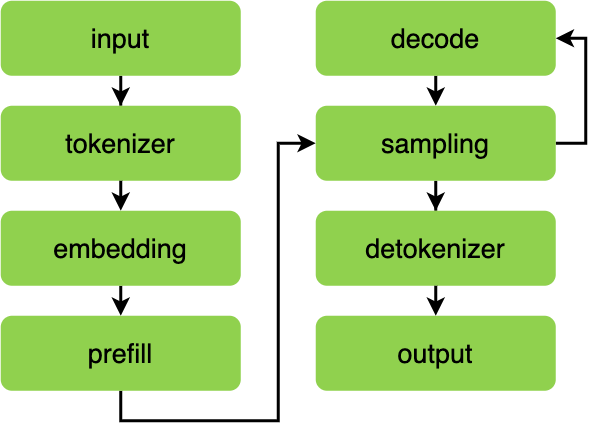 input
tokenizer
embedding
prefill
decode
sampling
detokenizer
output